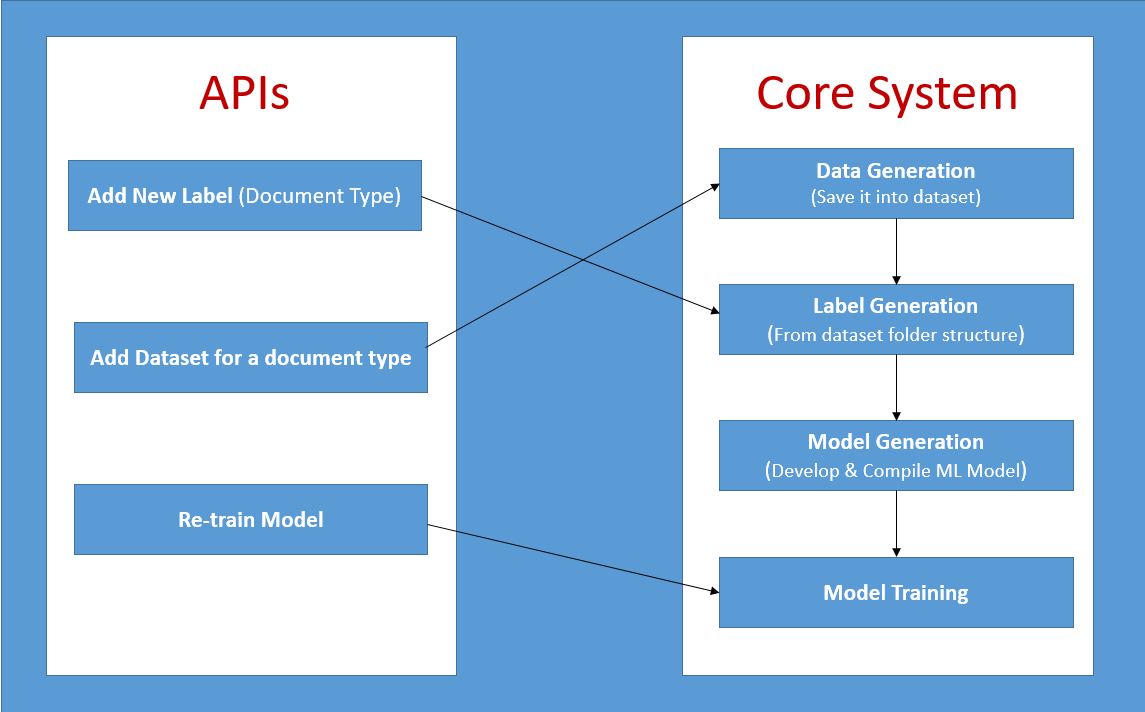 APIs
Add New Label (Document Type)
Add Dataset for a document type
Re-train Model
Core System
Data Generation
(Save it into dataset)
Label Generation
(From dataset folder structure)
Model Generation
(Develop & Compile ML Model)
Model Training